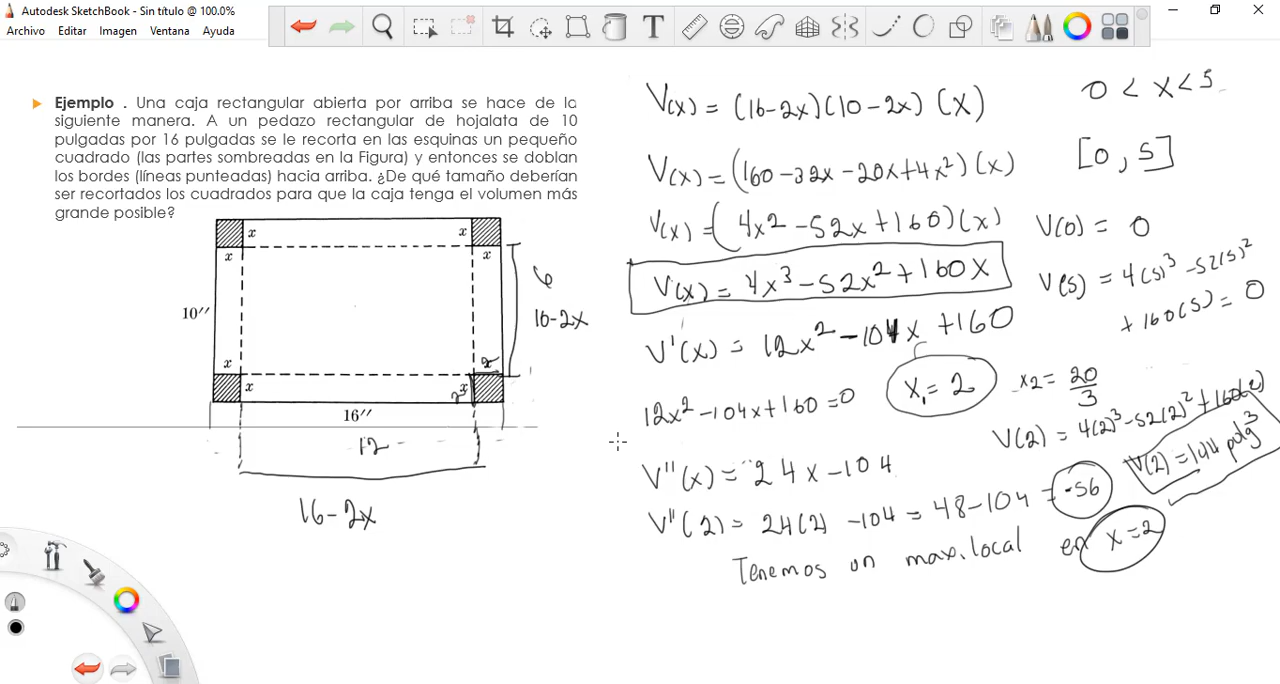 Autodesk SketchBook - Sin título @ 100.0%
Archivo Editar Imagen Ventana Ayuda
Ejemplo . Una caja rectangular abierta por arriba se hace de la
siguiente manera. A un pedazo rectangular de hojalata de 10
pulgadas por 16 pulgadas se le recorta en las esquinas un pequeño
cuadrado (las partes sombreadas en la Figura) y entonces se doblan
los bordes (líneas punteadas) hacia arriba. ¿De qué tamaño deberían
ser recortados los cuadrados para que la caja tenga el volumen más
grande posible?
x x
x x
10''
6
10-2x
x x
x x
2
16''
12
16-2x
V(x) = (16-2x)(10-2x)(x)
V(x) = (160-32x-20x+4x²)(x)
V(x) = (4x²-52x+160)(x)
V(x) = 4x³-52x²+160x
V'(x) = 12x²-104x+160
12x²-104x+160=0
x₁=2
x2=20/3
V''(x) = 24x-104
V''(2) = 24(2)-104=48-104=-56
Tenemos un max. local en x=2
0<x<5
[0,5]
V(0) = 0
V(5) = 4(5)³-52(5)²
+160(5)=0
V(2) = 4(2)³-52(2)²+160(2)
V(2)=144 pulg³